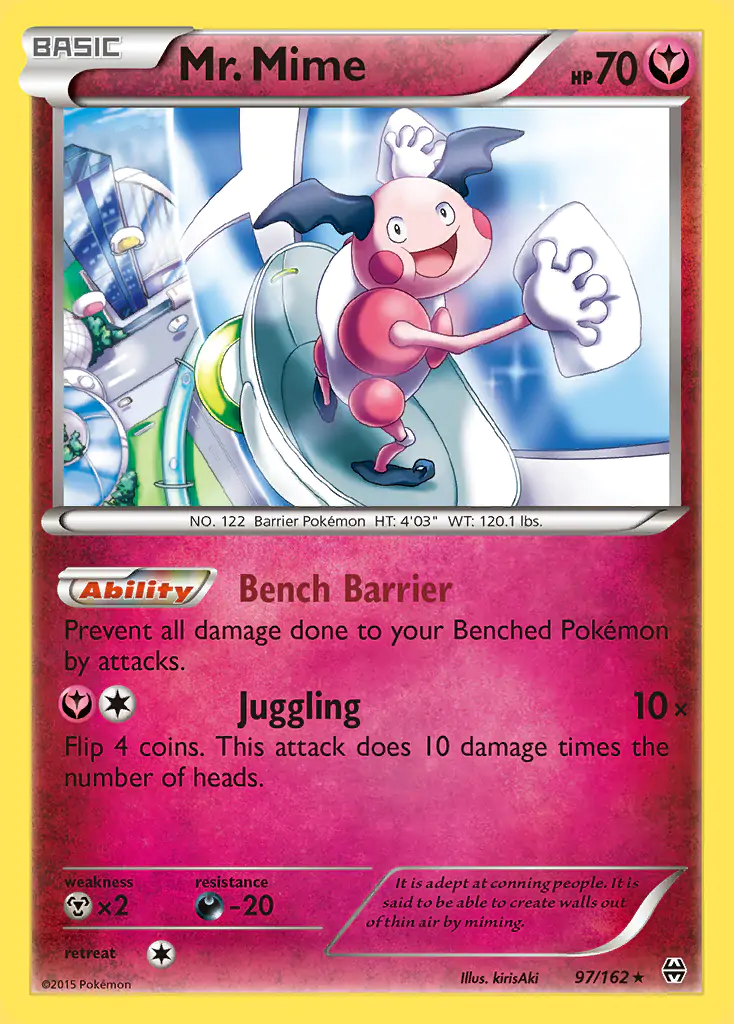 BASIC
Mr. Mime
HP 70
NO. 122 Barrier Pokémon HT: 4'03" WT: 120.1 lbs.
Ability Bench Barrier
Prevent all damage done to your Benched Pokémon
by attacks.
Juggling 10×
Flip 4 coins. This attack does 10 damage times the
number of heads.
weakness
×2
resistance
-20
It is adept at conning people. It is
said to be able to create walls out
of thin air by miming.
retreat
©2015 Pokémon
Illus. kirisAki
97/162 ★